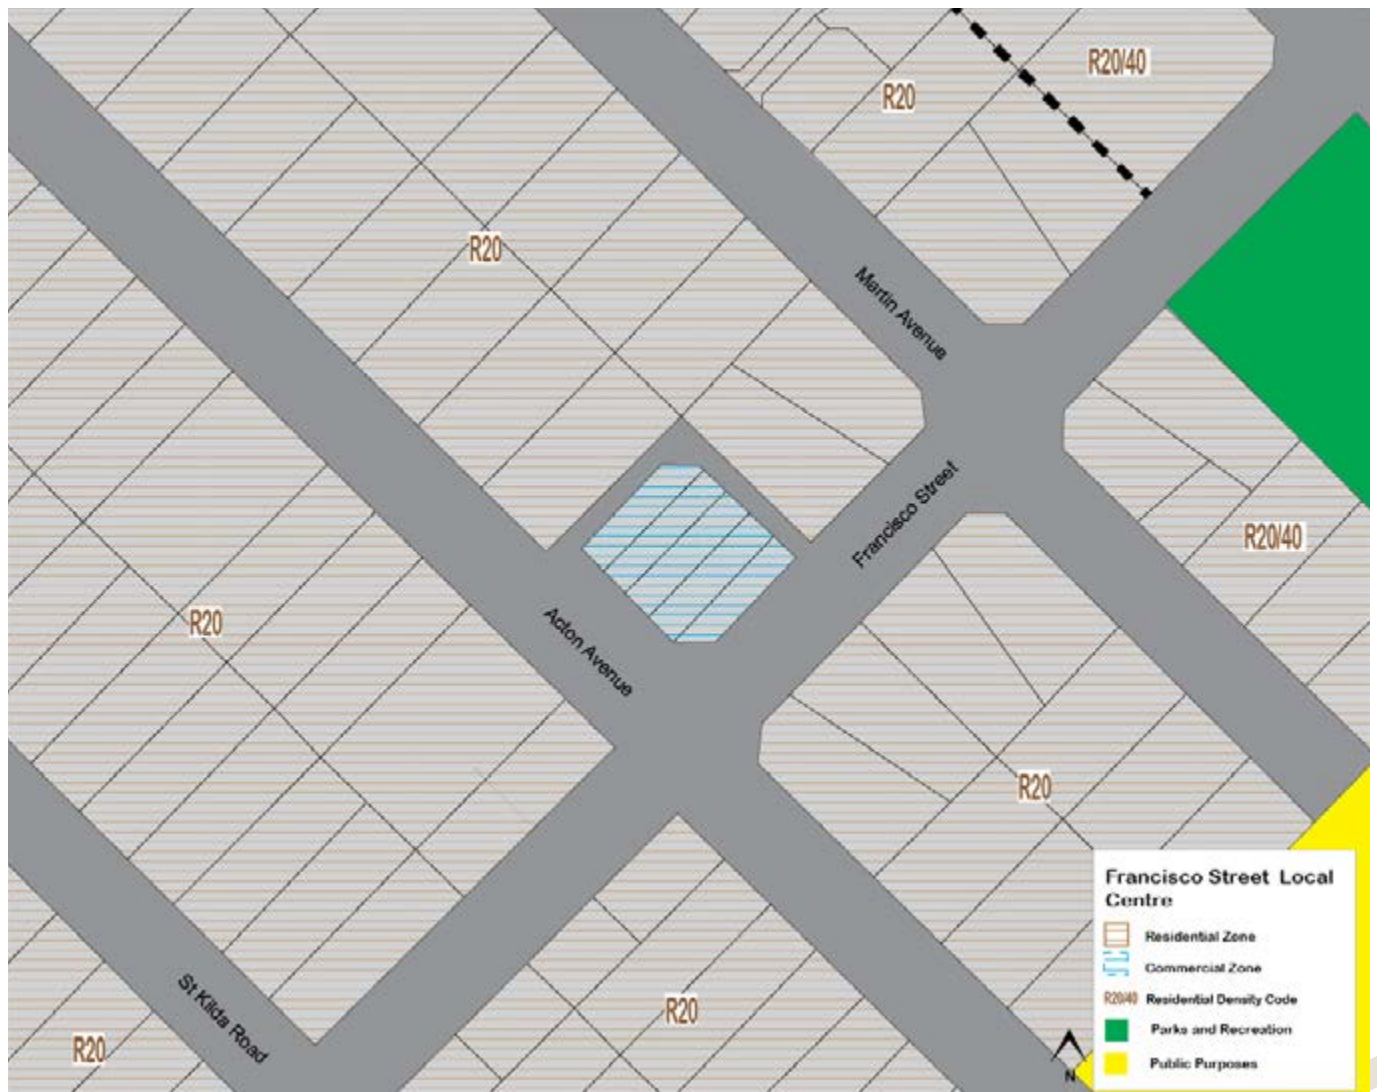 R20/40
R20
R20
Martin Avenue
Francisco Street
R20/40
R20
Acton Avenue
R20
Francisco Street Local
Centre
Residential Zone
Commercial Zone
R20/40 Residential Density Code
Parks and Recreation
Public Purposes
N
St Kilda Road
R20
R20